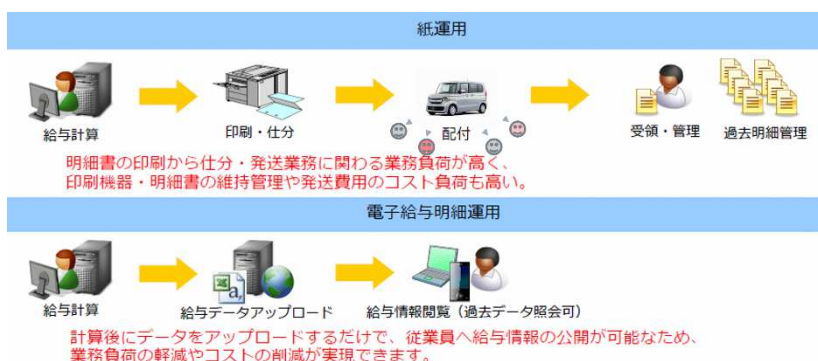 紙運用
給与計算
印刷・仕分
配付
受領・管理
過去明細管理
明細書の印刷から仕分・発送業務に関わる業務負荷が高く、
印刷機器・明細書の維持管理や発送費用のコスト負荷も高い。
電子給与明細運用
給与計算
a,
給与データアップロード
給与情報閲覧（過去データ照会可）
計算後にデータをアップロードするだけで、従業員へ給与情報の公開が可能なため、
業務負荷の軽減やコストの削減が実現できます。